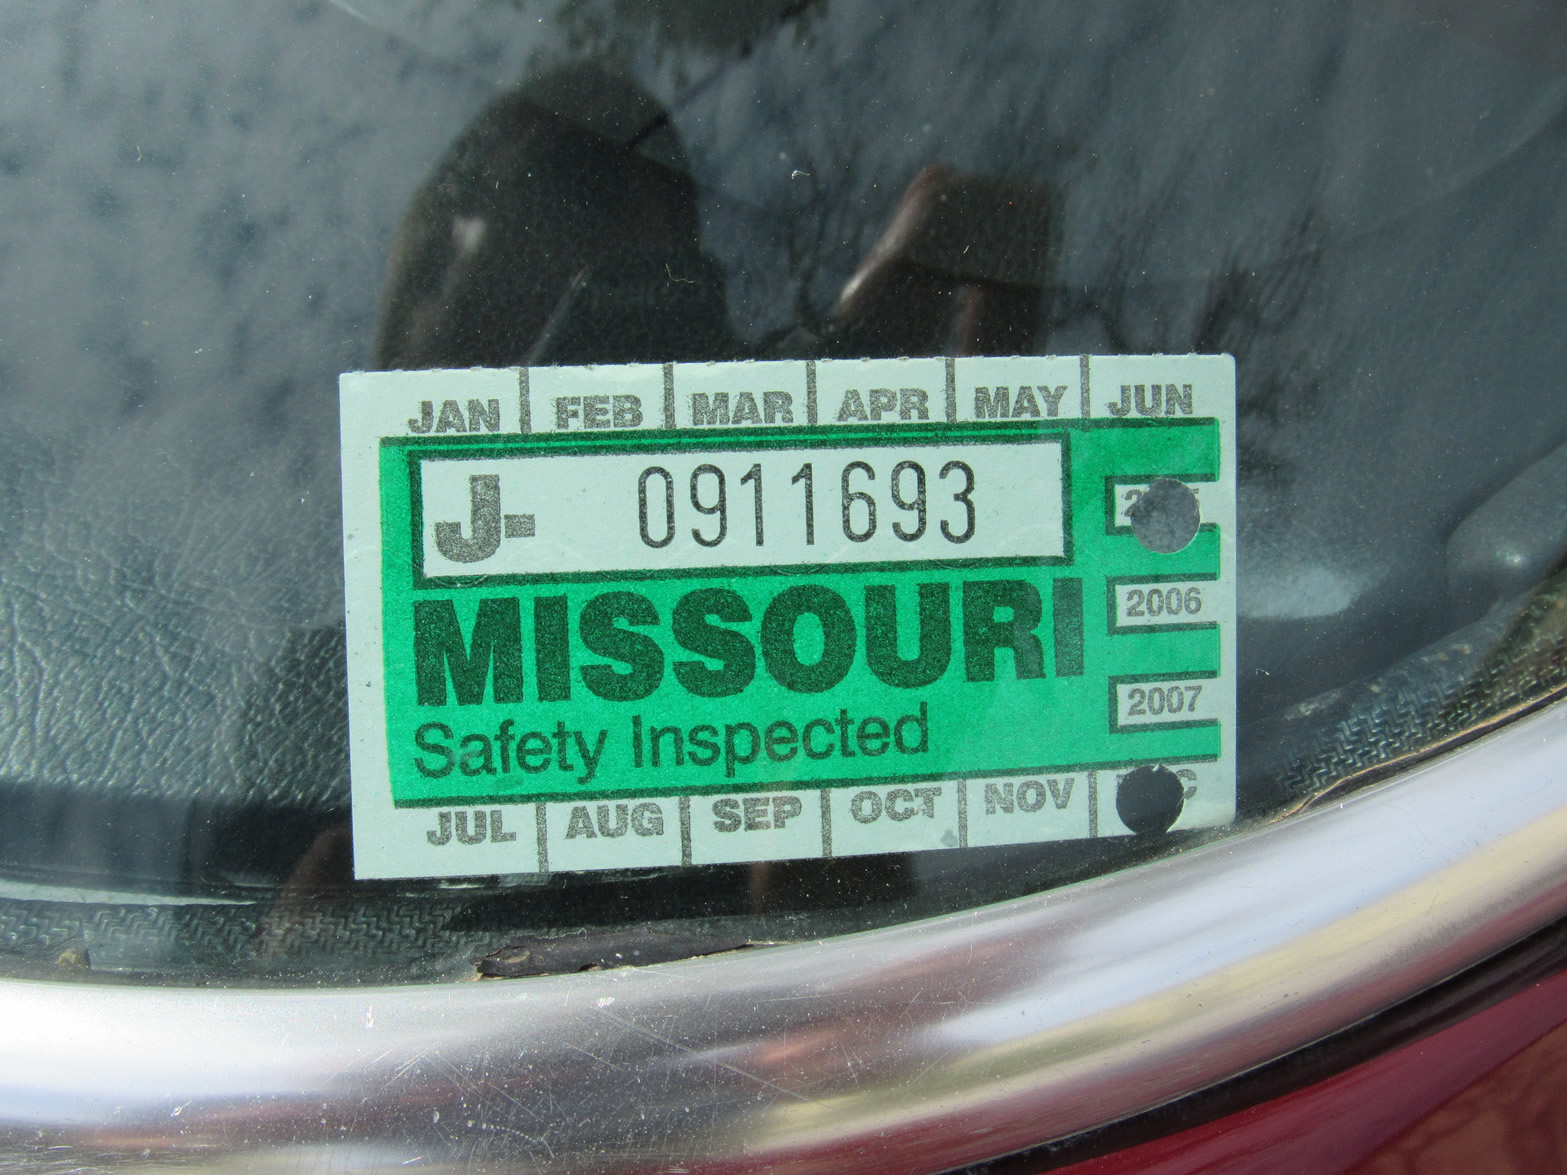 JAN FEB MAR APR MAY JUN
J- 0911693
MISSOURI
2006
2007
Safety Inspected
JUL AUG SEP OCT NOV